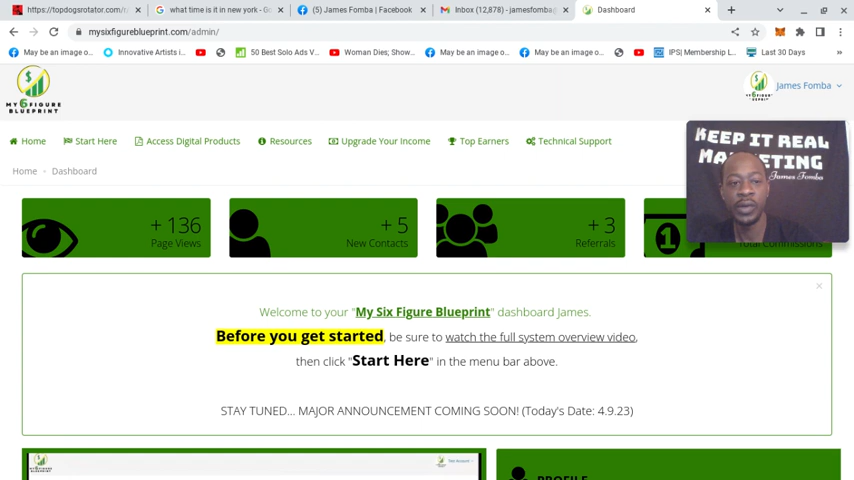 https://topdogsrotator.com/r/
what time is it in new york - Go
(5) James Fomba | Facebook
Inbox (12,878) - jamesfomba@
Dashboard
mysixfigureblueprint.com/admin/
May be an image o...
Innovative Artists i...
50 Best Solo Ads V...
Woman Dies; Show...
May be an image o...
May be an image o...
IPS| Membership L...
Last 30 Days
MY 6 FIGURE
BLUEPRINT
James Fomba
Home
Start Here
Access Digital Products
Resources
Upgrade Your Income
Top Earners
Technical Support
KEEP IT REAL
MARKETING
James Fomba
Home
Dashboard
+ 136
Page Views
+ 5
New Contacts
+ 3
Referrals
1
Total Commissions
Welcome to your "My Six Figure Blueprint" dashboard James.
Before you get started, be sure to watch the full system overview video,
then click "Start Here" in the menu bar above.
STAY TUNED... MAJOR ANNOUNCEMENT COMING SOON! (Today's Date: 4.9.23)
PROFILE